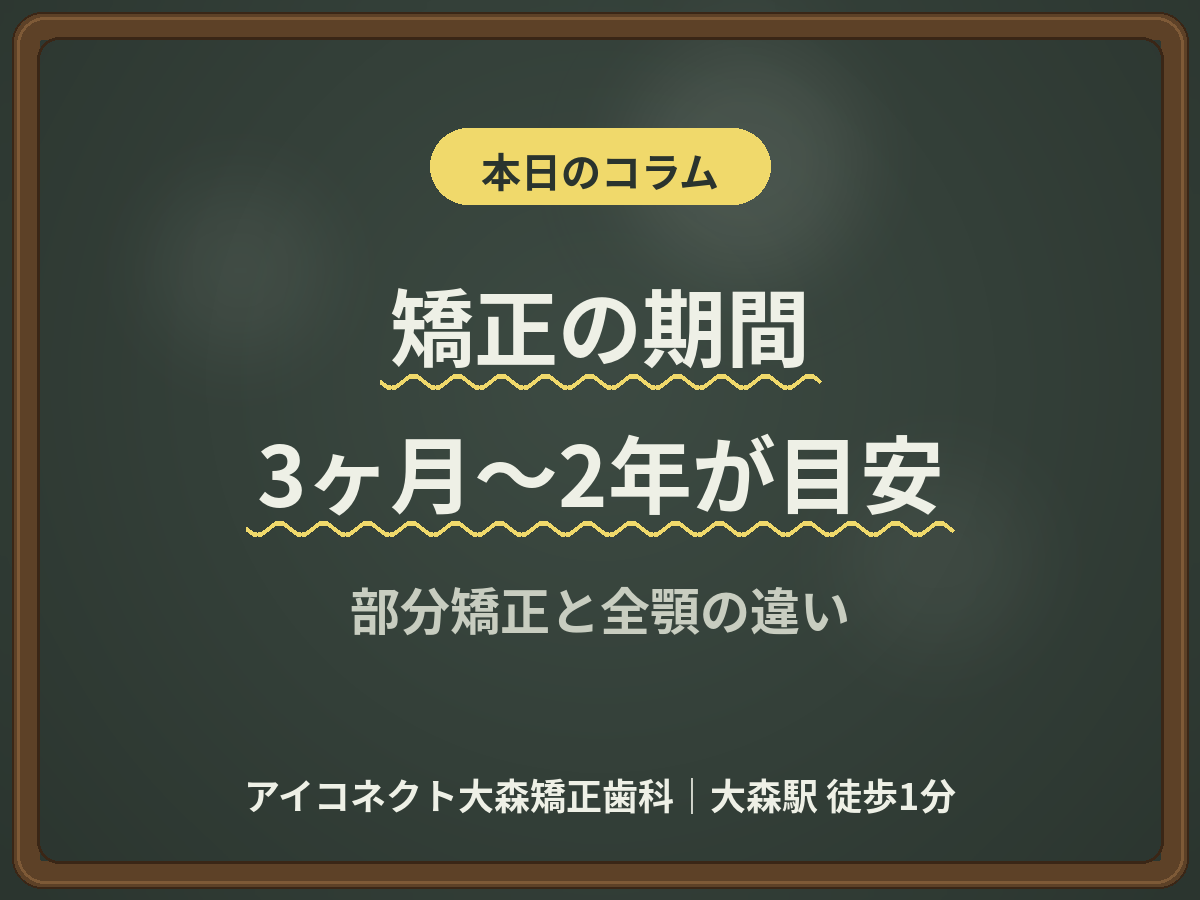 本日のコラム
矯正の期間
3ヶ月〜2年が目安
部分矯正と全顎の違い
アイコネクト大森矯正歯科｜大森駅 徒歩1分